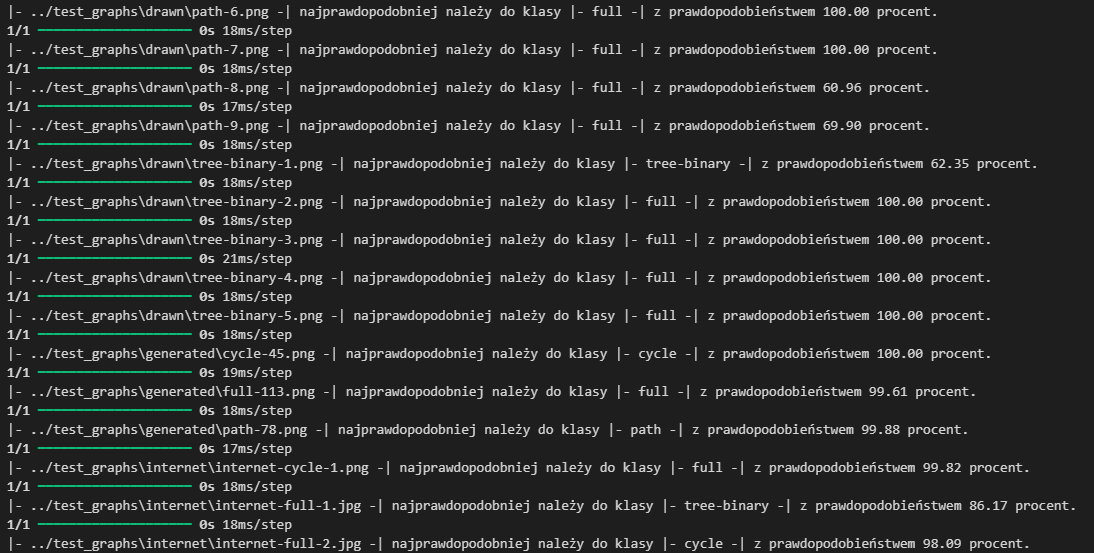 |- ../test_graphs\drawn\path-6.png -| najprawdopodobniej należy do klasy |- full -| z prawdopodobieństwem 100.00 procent.
1/1 ━━━━━━━━━━━━━━━━━━━━ 0s 18ms/step
|- ../test_graphs\drawn\path-7.png -| najprawdopodobniej należy do klasy |- full -| z prawdopodobieństwem 100.00 procent.
1/1 ━━━━━━━━━━━━━━━━━━━━ 0s 18ms/step
|- ../test_graphs\drawn\path-8.png -| najprawdopodobniej należy do klasy |- full -| z prawdopodobieństwem 60.96 procent.
1/1 ━━━━━━━━━━━━━━━━━━━━ 0s 17ms/step
|- ../test_graphs\drawn\path-9.png -| najprawdopodobniej należy do klasy |- full -| z prawdopodobieństwem 69.90 procent.
1/1 ━━━━━━━━━━━━━━━━━━━━ 0s 18ms/step
|- ../test_graphs\drawn\tree-binary-1.png -| najprawdopodobniej należy do klasy |- tree-binary -| z prawdopodobieństwem 62.35 procent.
1/1 ━━━━━━━━━━━━━━━━━━━━ 0s 18ms/step
|- ../test_graphs\drawn\tree-binary-2.png -| najprawdopodobniej należy do klasy |- full -| z prawdopodobieństwem 100.00 procent.
1/1 ━━━━━━━━━━━━━━━━━━━━ 0s 18ms/step
|- ../test_graphs\drawn\tree-binary-3.png -| najprawdopodobniej należy do klasy |- full -| z prawdopodobieństwem 100.00 procent.
1/1 ━━━━━━━━━━━━━━━━━━━━ 0s 21ms/step
|- ../test_graphs\drawn\tree-binary-4.png -| najprawdopodobniej należy do klasy |- full -| z prawdopodobieństwem 100.00 procent.
1/1 ━━━━━━━━━━━━━━━━━━━━ 0s 18ms/step
|- ../test_graphs\drawn\tree-binary-5.png -| najprawdopodobniej należy do klasy |- full -| z prawdopodobieństwem 100.00 procent.
1/1 ━━━━━━━━━━━━━━━━━━━━ 0s 18ms/step
|- ../test_graphs\generated\cycle-45.png -| najprawdopodobniej należy do klasy |- cycle -| z prawdopodobieństwem 100.00 procent.
1/1 ━━━━━━━━━━━━━━━━━━━━ 0s 19ms/step
|- ../test_graphs\generated\full-113.png -| najprawdopodobniej należy do klasy |- full -| z prawdopodobieństwem 99.61 procent.
1/1 ━━━━━━━━━━━━━━━━━━━━ 0s 18ms/step
|- ../test_graphs\generated\path-78.png -| najprawdopodobniej należy do klasy |- path -| z prawdopodobieństwem 99.88 procent.
1/1 ━━━━━━━━━━━━━━━━━━━━ 0s 17ms/step
|- ../test_graphs\internet\internet-cycle-1.png -| najprawdopodobniej należy do klasy |- full -| z prawdopodobieństwem 99.82 procent.
1/1 ━━━━━━━━━━━━━━━━━━━━ 0s 18ms/step
|- ../test_graphs\internet\internet-full-1.jpg -| najprawdopodobniej należy do klasy |- tree-binary -| z prawdopodobieństwem 86.17 procent.
1/1 ━━━━━━━━━━━━━━━━━━━━ 0s 18ms/step
|- ../test_graphs\internet\internet-full-2.jpg -| najprawdopodobniej należy do klasy |- cycle -| z prawdopodobieństwem 98.09 procent.